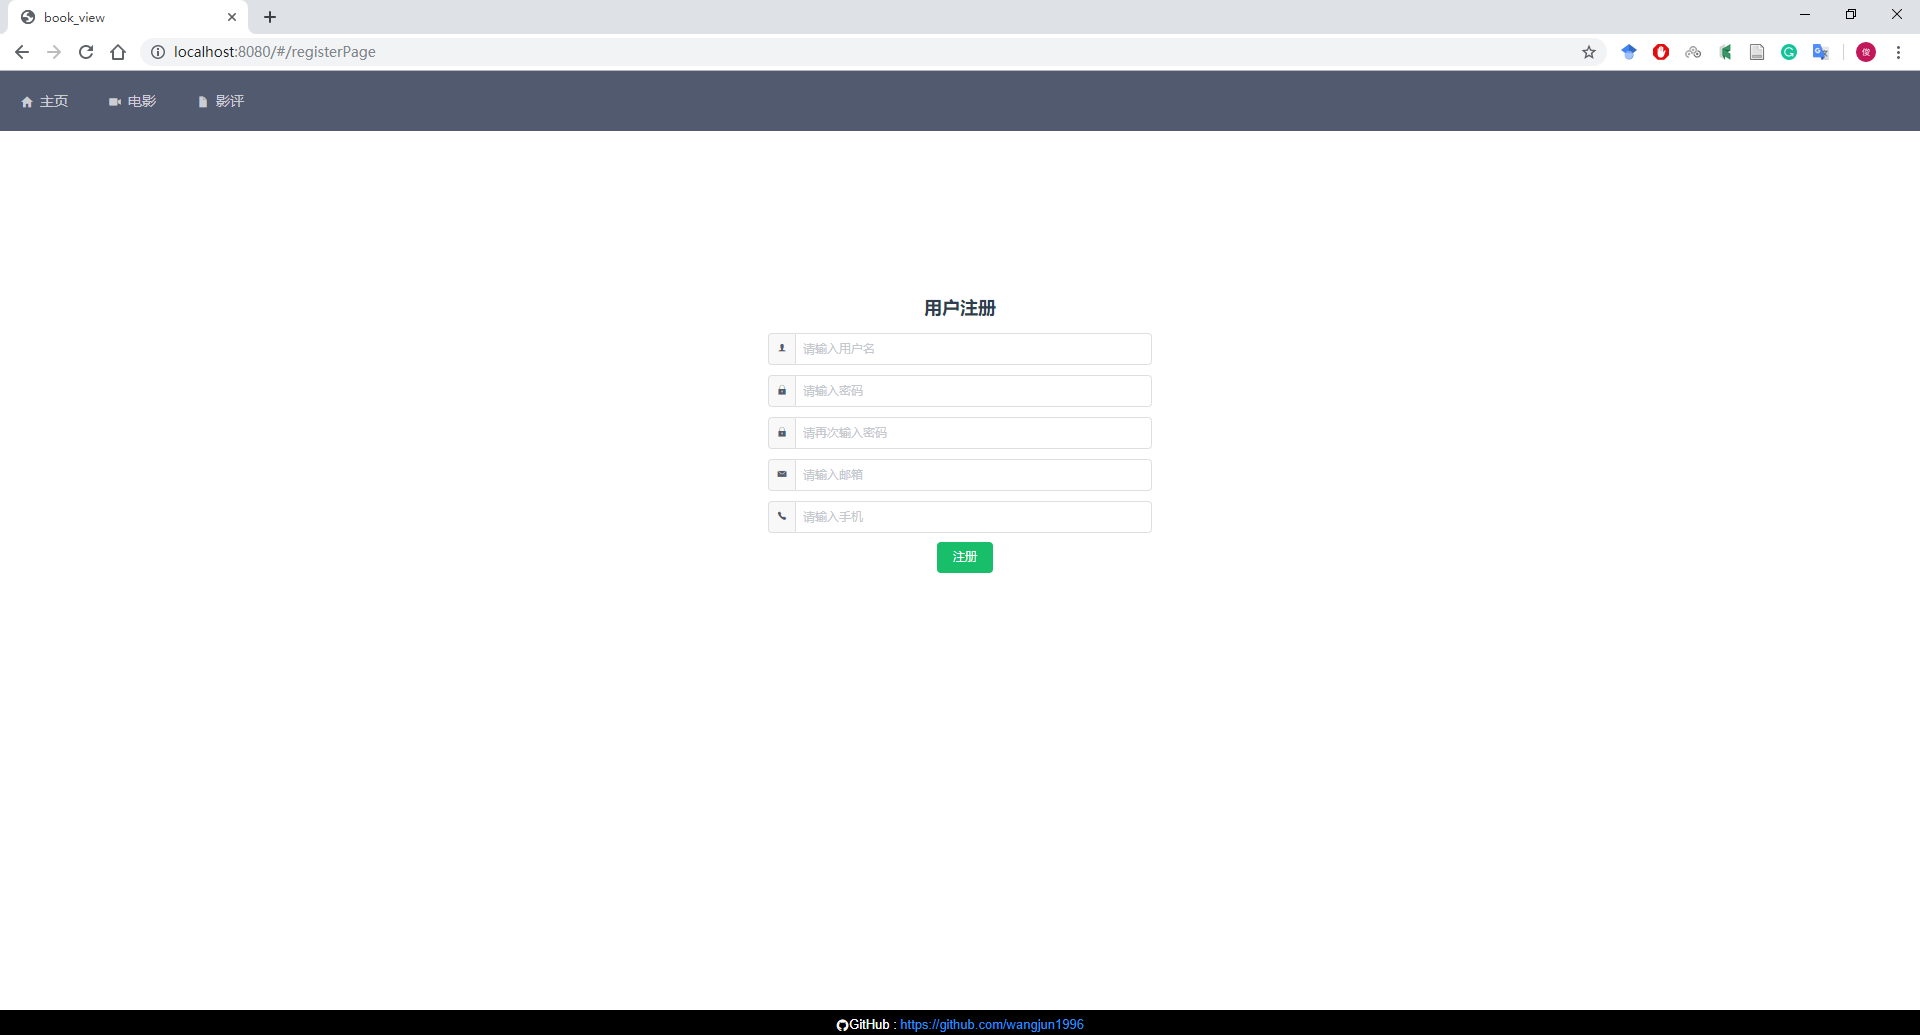 book_view
localhost:8080/#/registerPage
俊
主页 电影 影评
用户注册
请输入用户名
请输入密码
请再次输入密码
请输入邮箱
请输入手机
注册
GitHub : https://github.com/wangjun1996